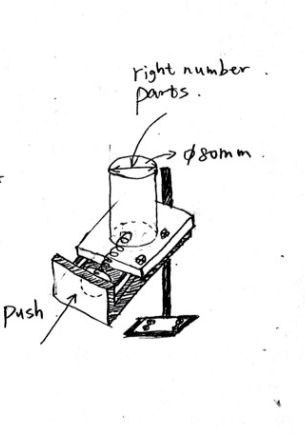 right number.
parts.
φ80mm.
push